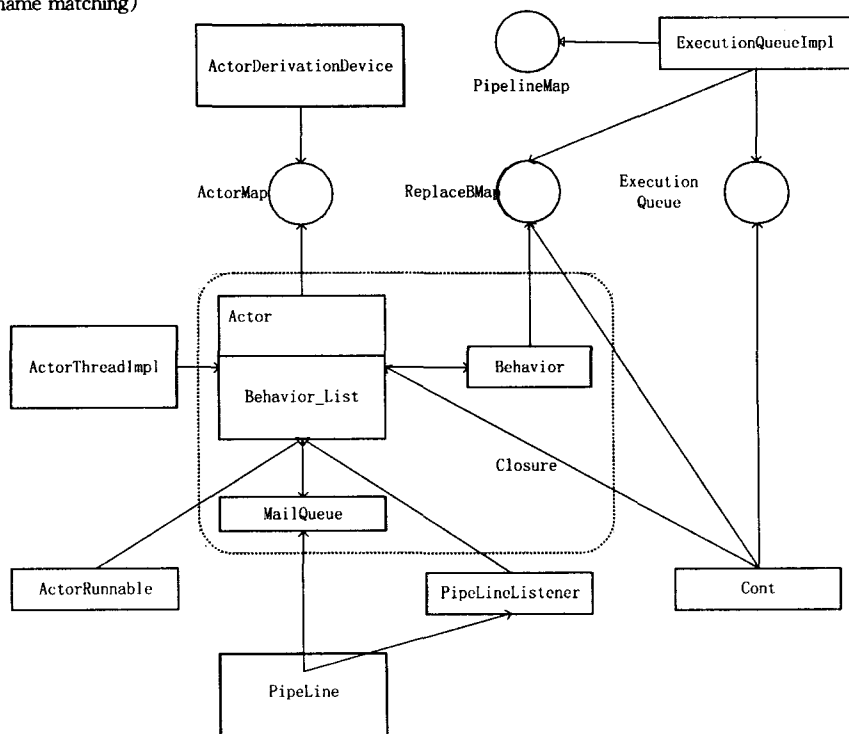 name matching)
ActorDerivationDevice
ExecutionQueueImpl
PipelineMap
ActorMap
ReplaceBMap
Execution
Queue
Actor
ActorThreadImpl
Behavior
Behavior_List
Closure
MailQueue
ActorRunnable
PipeLineListener
Cont
PipeLine